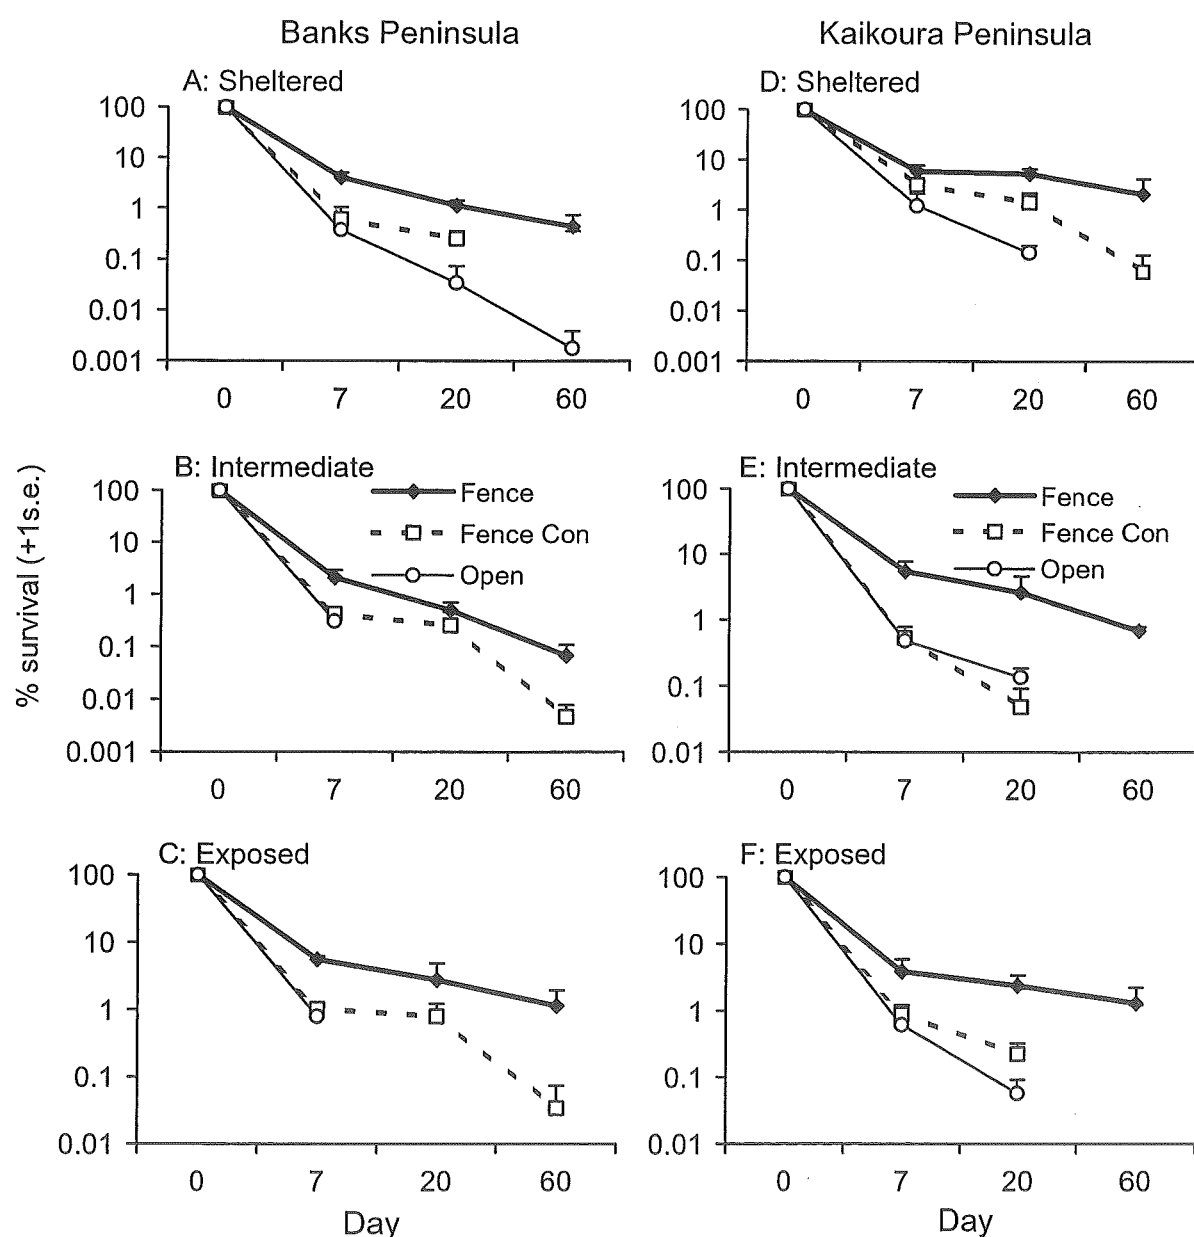 Banks Peninsula
Kaikoura Peninsula
% survival (+1s.e.)
A: Sheltered
100
10
1
0.1
0.01
0.001
0 7 20 60
D: Sheltered
100
10
1
0.1
0.01
0.001
0 7 20 60
B: Intermediate
100
10
1
0.1
0.01
0.001
Fence
Fence Con
Open
0 7 20 60
E: Intermediate
100
10
1
0.1
0.01
Fence
Fence Con
Open
0 7 20 60
C: Exposed
100
10
1
0.1
0.01
0 7 20 60
Day
F: Exposed
100
10
1
0.1
0.01
0 7 20 60
Day